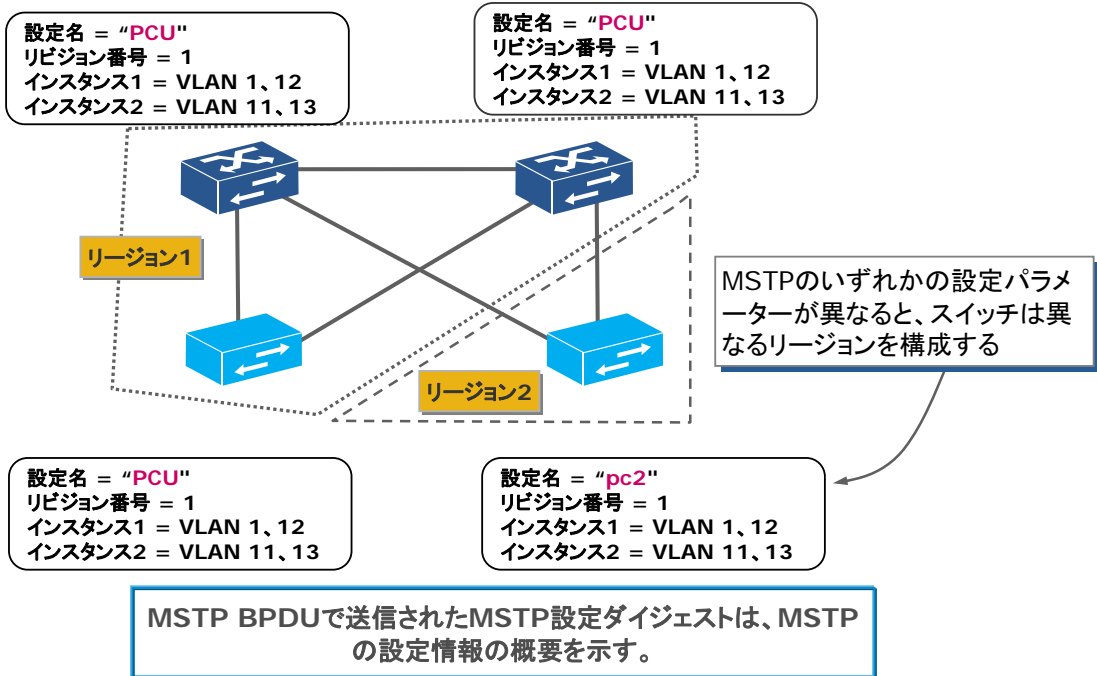 設定名 = “PCU"
リビジョン番号 = 1
インスタンス1 = VLAN 1、12
インスタンス2 = VLAN 11、13
設定名 = “PCU"
リビジョン番号 = 1
インスタンス1 = VLAN 1、12
インスタンス2 = VLAN 11、13
リージョン1
MSTPのいずれかの設定パラメ
ーターが異なると、スイッチは異
なるリージョンを構成する
リージョン2
設定名 = “PCU"
リビジョン番号 = 1
インスタンス1 = VLAN 1、12
インスタンス2 = VLAN 11、13
設定名 = “pc2"
リビジョン番号 = 1
インスタンス1 = VLAN 1、12
インスタンス2 = VLAN 11、13
MSTP BPDUで送信されたMSTP設定ダイジェストは、MSTP
の設定情報の概要を示す。